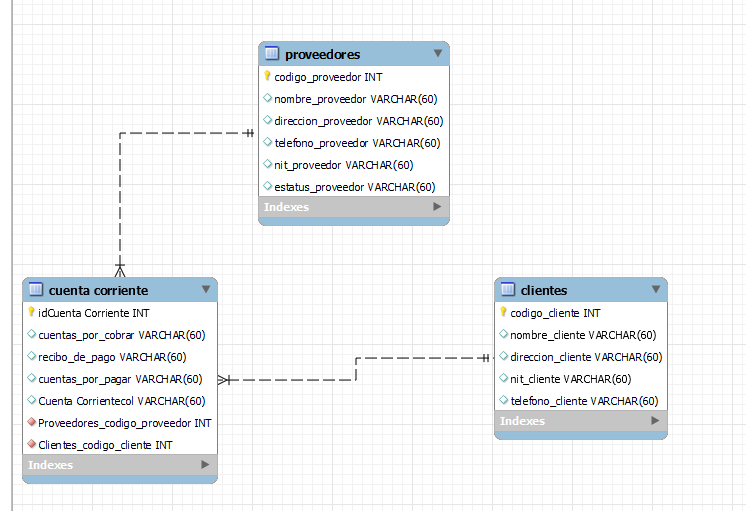 proveedores
codigo_proveedor INT
nombre_proveedor VARCHAR(60)
direccion_proveedor VARCHAR(60)
telefono_proveedor VARCHAR(60)
nit_proveedor VARCHAR(60)
estatus_proveedor VARCHAR(60)
Indexes
cuenta corriente
idCuenta Corriente INT
cuentas_por_cobrar VARCHAR(60)
recibo_de_pago VARCHAR(60)
cuentas_por_pagar VARCHAR(60)
Cuenta Corrientecol VARCHAR(60)
Proveedores_codigo_proveedor INT
Clientes_codigo_cliente INT
Indexes
clientes
codigo_cliente INT
nombre_cliente VARCHAR(60)
direccion_cliente VARCHAR(60)
nit_cliente VARCHAR(60)
telefono_cliente VARCHAR(60)
Indexes